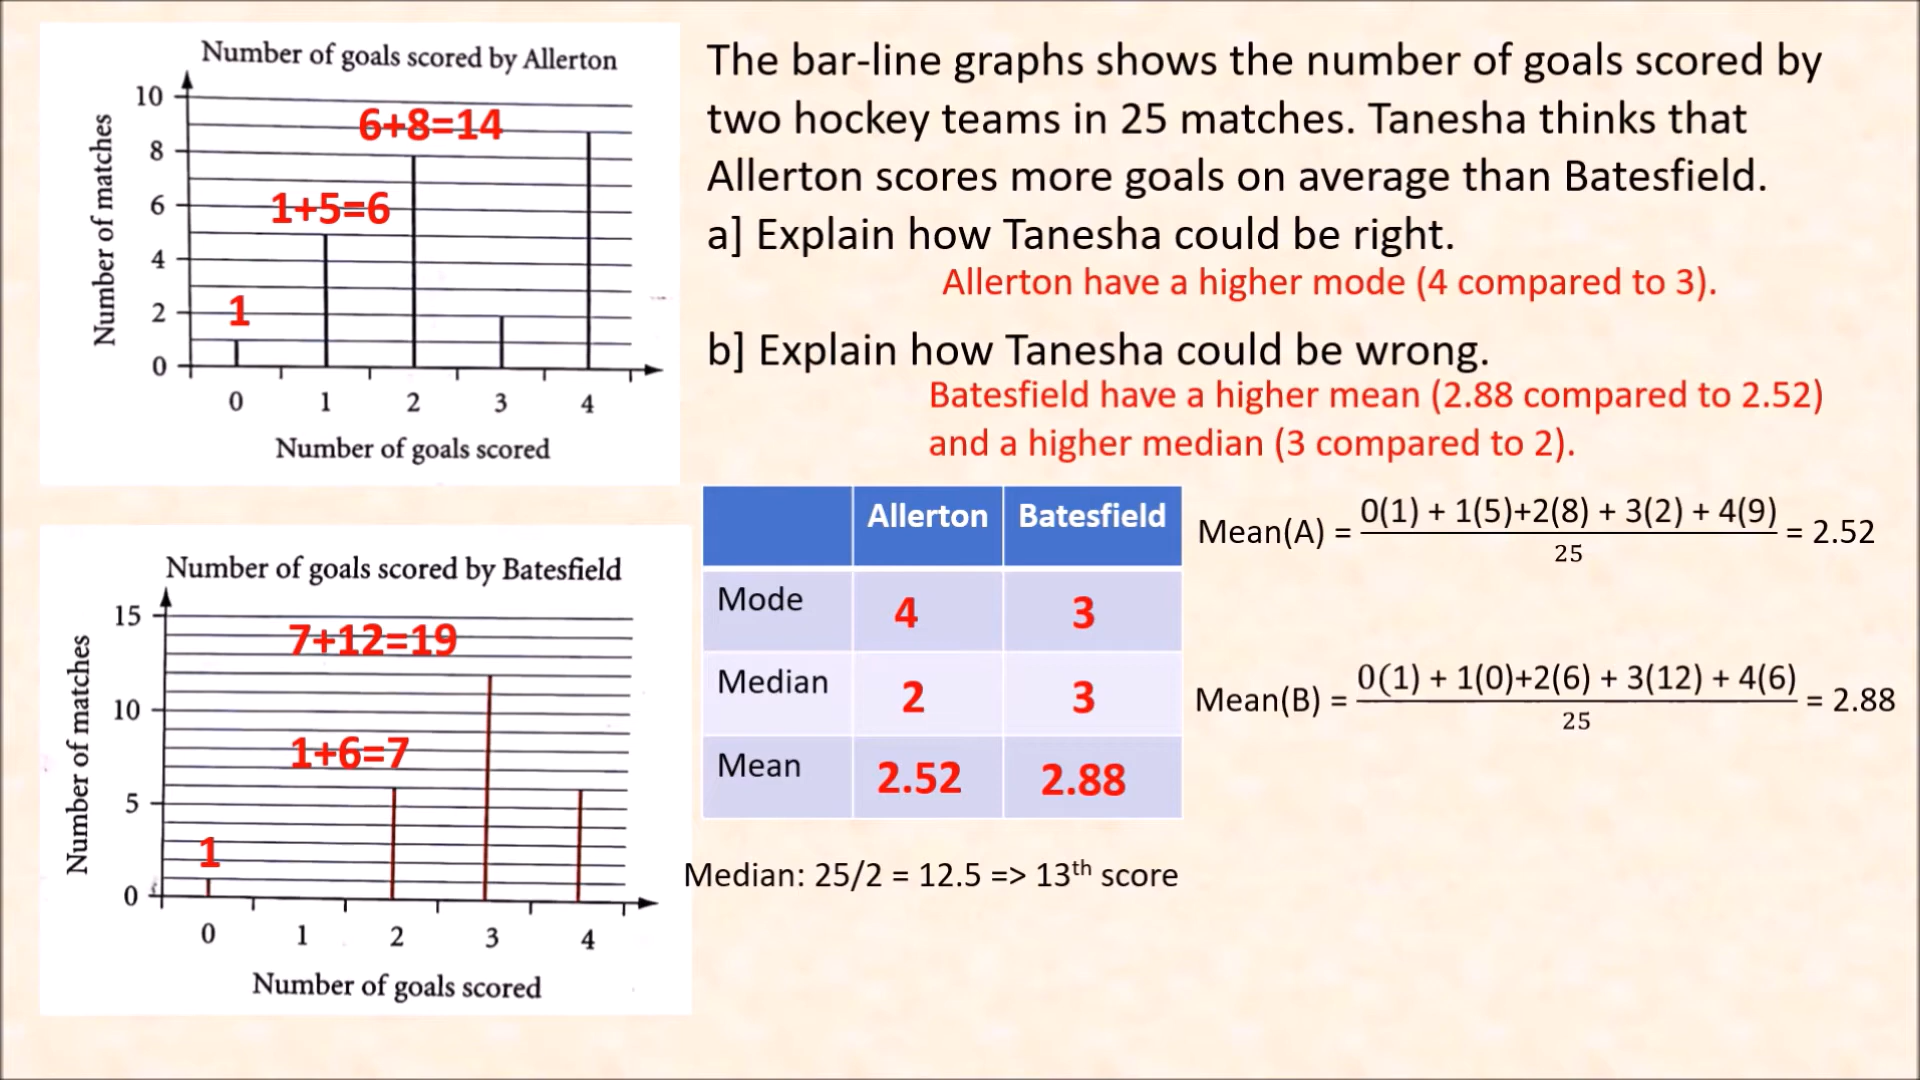 Number of goals scored by Allerton
10
8
6
4
2
0
Number of matches
6+8=14
1+5=6
1
0 1 2 3 4
Number of goals scored
The bar-line graphs shows the number of goals scored by
two hockey teams in 25 matches. Tanesha thinks that
Allerton scores more goals on average than Batesfield.
a] Explain how Tanesha could be right.
Allerton have a higher mode (4 compared to 3).
b] Explain how Tanesha could be wrong.
Batesfield have a higher mean (2.88 compared to 2.52)
and a higher median (3 compared to 2).
Number of goals scored by Batesfield
15
10
5
0
Number of matches
7+12=19
1+6=7
1
0 1 2 3 4
Number of goals scored
Allerton Batesfield
Mode 4 3
Median 2 3
Mean 2.52 2.88
Median: 25/2 = 12.5 => 13th score
Mean(A) = 0(1) + 1(5)+2(8) + 3(2) + 4(9) / 25 = 2.52
Mean(B) = 0(1) + 1(0)+2(6) + 3(12) + 4(6) / 25 = 2.88